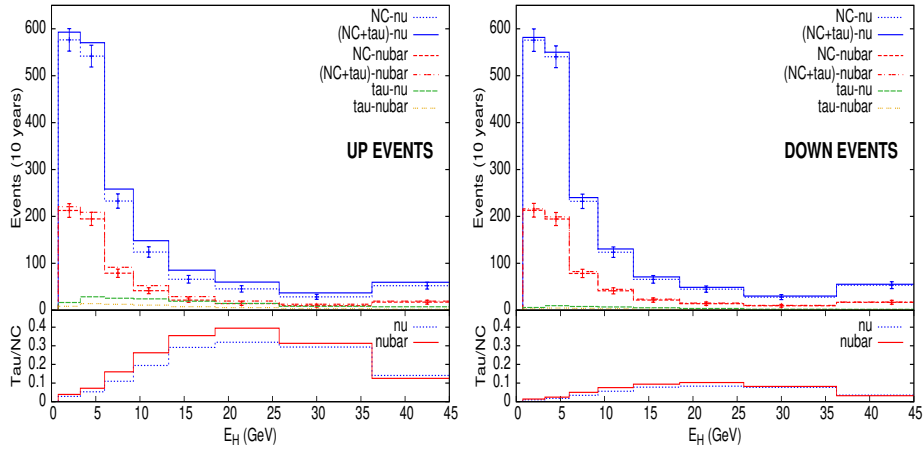 NC-nu
(NC+tau)-nu
NC-nubar
(NC+tau)-nubar
tau-nu
tau-nubar
UP EVENTS
Events (10 years)
600
500
400
300
200
100
0
nu
nubar
Tau/NC
0.4
0.3
0.2
0.1
0
0 5 10 15 20 25 30 35 40 45
E_H (GeV)
NC-nu
(NC+tau)-nu
NC-nubar
(NC+tau)-nubar
tau-nu
tau-nubar
DOWN EVENTS
Events (10 years)
600
500
400
300
200
100
0
nu
nubar
Tau/NC
0.4
0.3
0.2
0.1
0
0 5 10 15 20 25 30 35 40 45
E_H (GeV)